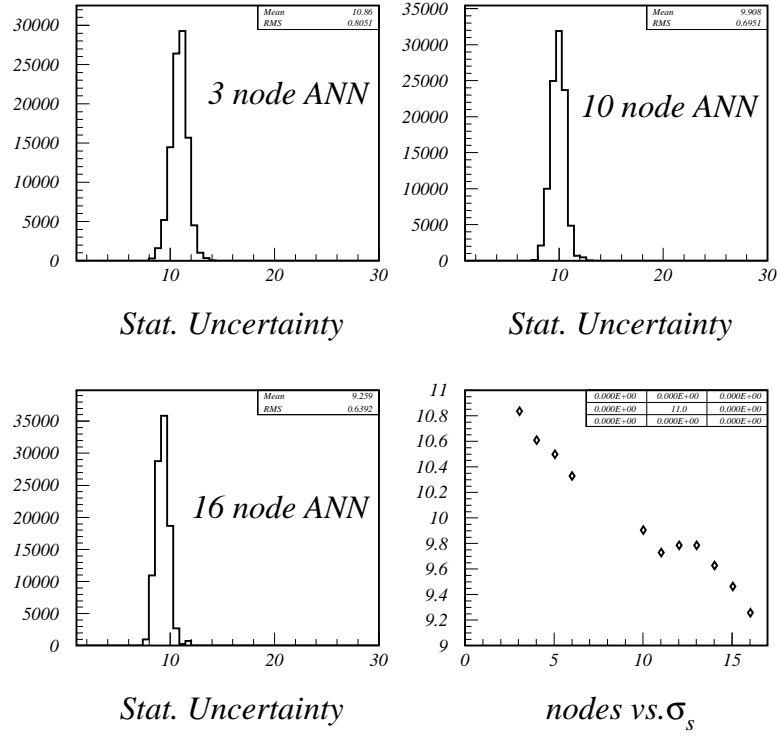 Mean 10.86
RMS 0.8051
30000
25000
20000
15000
10000
5000
0
10 20 30
3 node ANN
Stat. Uncertainty
Mean 9.908
RMS 0.6951
35000
30000
25000
20000
15000
10000
5000
0
10 20 30
10 node ANN
Stat. Uncertainty
Mean 9.259
RMS 0.6392
35000
30000
25000
20000
15000
10000
5000
0
10 20 30
16 node ANN
Stat. Uncertainty
0.000E+00 0.000E+00 0.000E+00
0.000E+00 11.0 0.000E+00
0.000E+00 0.000E+00 0.000E+00
11
10.8
10.6
10.4
10.2
10
9.8
9.6
9.4
9.2
9
0 5 10 15
nodes vs.σs